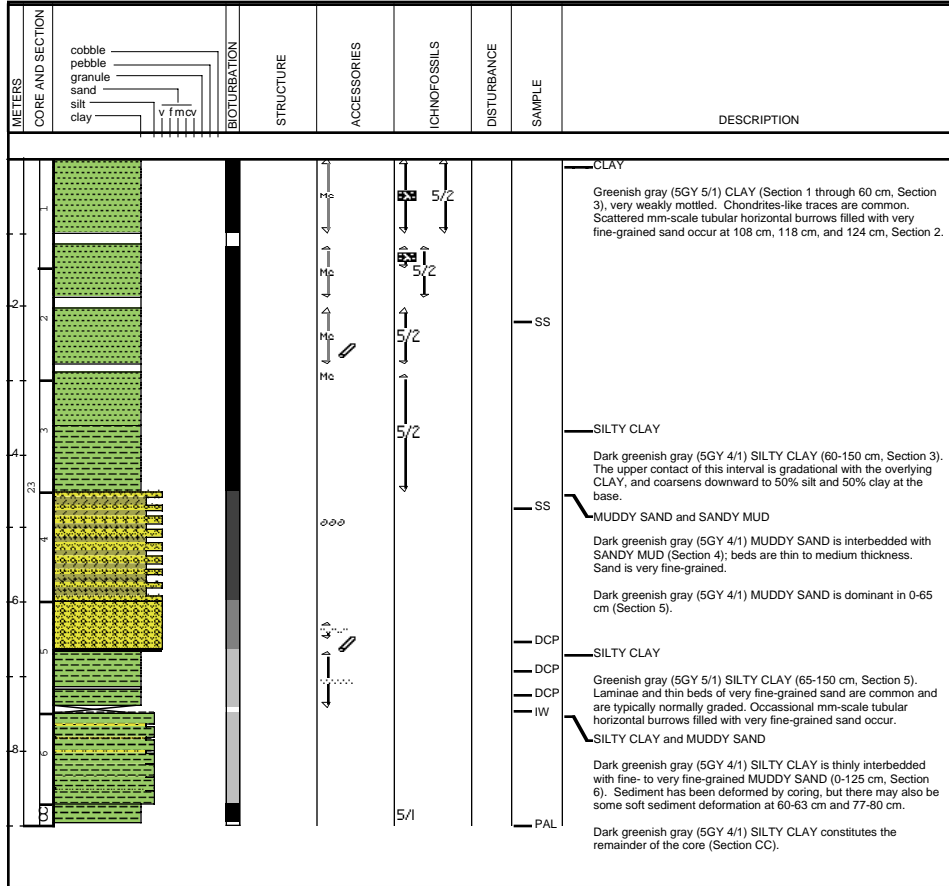 METERS
CORE AND SECTION
cobble
pebble
granule
sand
silt
clay
v f m c v
BIOTURBATION
STRUCTURE
ACCESSORIES
ICHNOFOSSILS
DISTURBANCE
SAMPLE
DESCRIPTION
CLAY
Greenish gray (5GY 5/1) CLAY (Section 1 through 60 cm, Section
3), very weakly mottled. Chondrites-like traces are common.
Scattered mm-scale tubular horizontal burrows filled with very
fine-grained sand occur at 108 cm, 118 cm, and 124 cm, Section 2.
1
Mc
5/2
Mc
5/2
2
2
Mc
5/2
SS
Mc
3
5/2
SILTY CLAY
Dark greenish gray (5GY 4/1) SILTY CLAY (60-150 cm, Section 3).
The upper contact of this interval is gradational with the overlying
CLAY, and coarsens downward to 50% silt and 50% clay at the
base.
4
23
SS
MUDDY SAND and SANDY MUD
4
Dark greenish gray (5GY 4/1) MUDDY SAND is interbedded with
SANDY MUD (Section 4); beds are thin to medium thickness.
Sand is very fine-grained.
6
Dark greenish gray (5GY 4/1) MUDDY SAND is dominant in 0-65
cm (Section 5).
5
DCP
SILTY CLAY
DCP
Greenish gray (5GY 5/1) SILTY CLAY (65-150 cm, Section 5).
Laminae and thin beds of very fine-grained sand are common and
are typically normally graded. Occassional mm-scale tubular
horizontal burrows filled with very fine-grained sand occur.
DCP
IW
SILTY CLAY and MUDDY SAND
8
6
Dark greenish gray (5GY 4/1) SILTY CLAY is thinly interbedded
with fine- to very fine-grained MUDDY SAND (0-125 cm, Section
6). Sediment has been deformed by coring, but there may also be
some soft sediment deformation at 60-63 cm and 77-80 cm.
CC
5/1
PAL
Dark greenish gray (5GY 4/1) SILTY CLAY constitutes the
remainder of the core (Section CC).